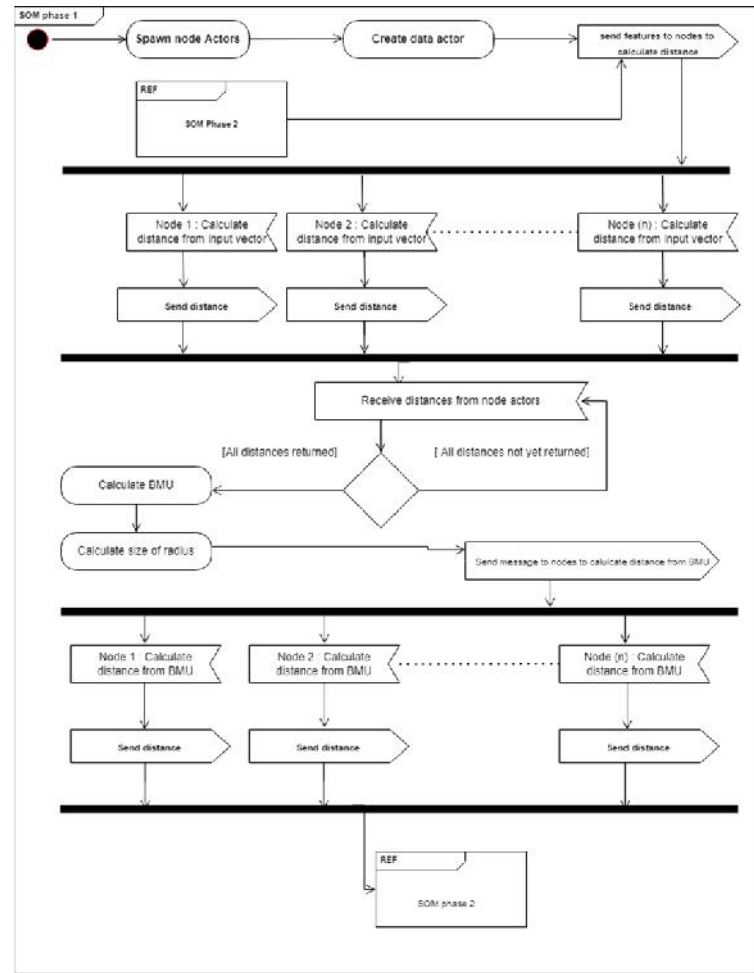 SOM phase 1
Spawn node Actors
Create data actor
send features to nodes to
calculate distance
REF
SOM Phase 2
Node 1 : Calculate
distance from input vector
Node 2 : Calculate
distance from input vector
Node (n) : Calculate
distance from input vector
Send distance
Send distance
Send distance
Receive distances from node actors
[All distances returned]
[ All distances not yet returned]
Calculate BMU
Calculate size of radius
Send message to nodes to calulcate distance from BMU
Node 1 : Calculate
distance from BMU
Node 2 : Calculate
distance from BMU
Node (n) : Calculate
distance from BMU
Send distance
Send distance
Send distance
REF
SOM phase 2